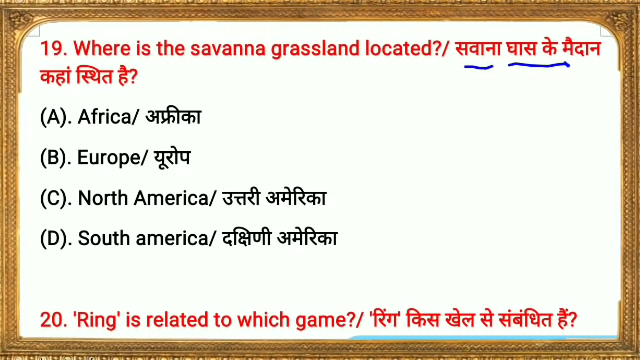 19. Where is the savanna grassland located?/ सवाना घास के मैदान
कहां स्थित है?
(A). Africa/ अफ्रीका
(B). Europe/ यूरोप
(C). North America/ उत्तरी अमेरिका
(D). South america/ दक्षिणी अमेरिका
20. 'Ring' is related to which game?/ 'रिंग' किस खेल से संबंधित हैं?